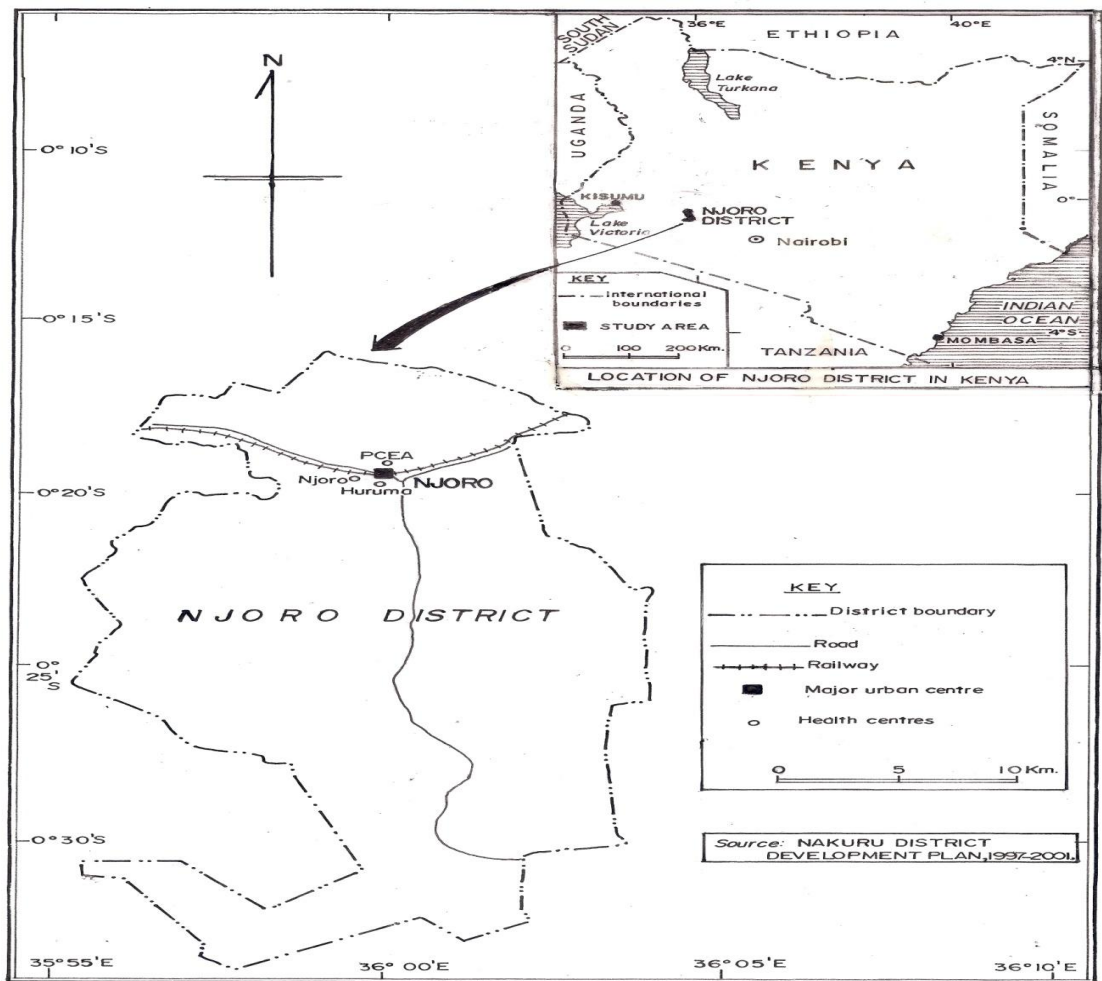 N
0°10'S
0°15'S
0°20'S
0°
25'
S
0°30'S
35°55'E
36°00'E
36°05'E
36°10'E
36°E
40°E
SOUTH
SUDAN
ETHIOPIA
4°N
Lake
Turkana
UGANDA
SOMALIA
KENYA
KISUMU
NJORO
DISTRICT
0°
Lake
Victoria
Nairobi
KEY
International
boundaries
STUDY AREA
0 100 200 Km.
INDIAN
OCEAN
4°S
MOMBASA
TANZANIA
LOCATION OF NJORO DISTRICT IN KENYA
PCEA
Njoro
Huruma
NJORO
NJORO DISTRICT
KEY
District boundary
Road
Railway
Major urban centre
Health centres
0 5 10 Km.
Source: NAKURU DISTRICT
DEVELOPMENT PLAN, 1997-2001.